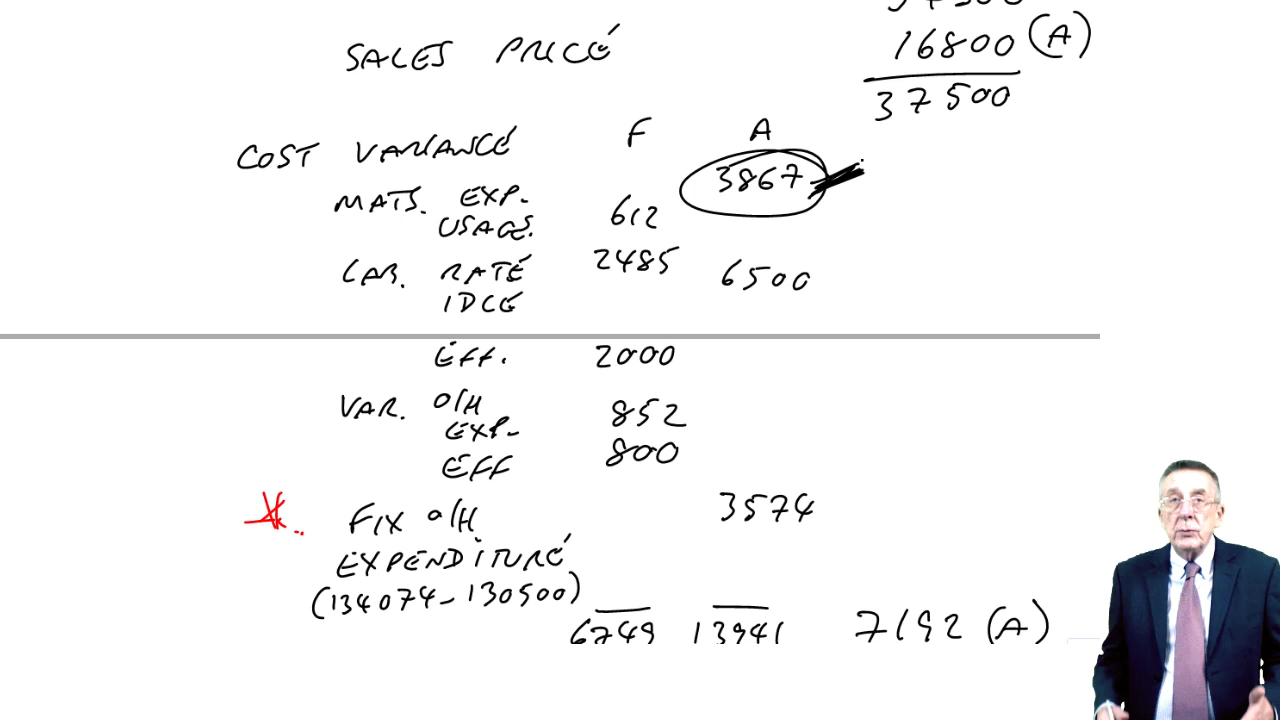 SALES PRICE 16800 (A)
37500
COST VARIANCE F A
MATS. EXP. 3867
USAGE. 612
LAB. RATE 2485
IDLE 6500
EFF. 2000
VAR. O/H
EXP. 852
EFF 800
FIX O/H 3574
EXPENDITURE
(134074 - 130500)
6749 13941 7192 (A)